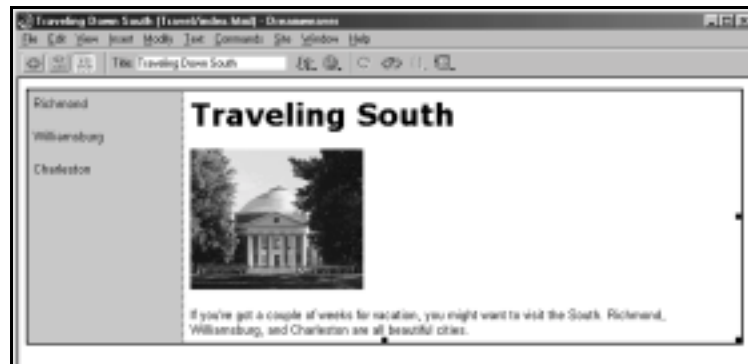 Traveling Down South (Travel/index.html) - Dreamweaver
File Edit View Insert Modify Text Commands Site Window Help
Title: Traveling Down South
Richmond
Williamsburg
Charleston
Traveling South
If you're got a couple of weeks for vacation, you might want to visit the South. Richmond,
Williamsburg, and Charleston are all beautiful cities.